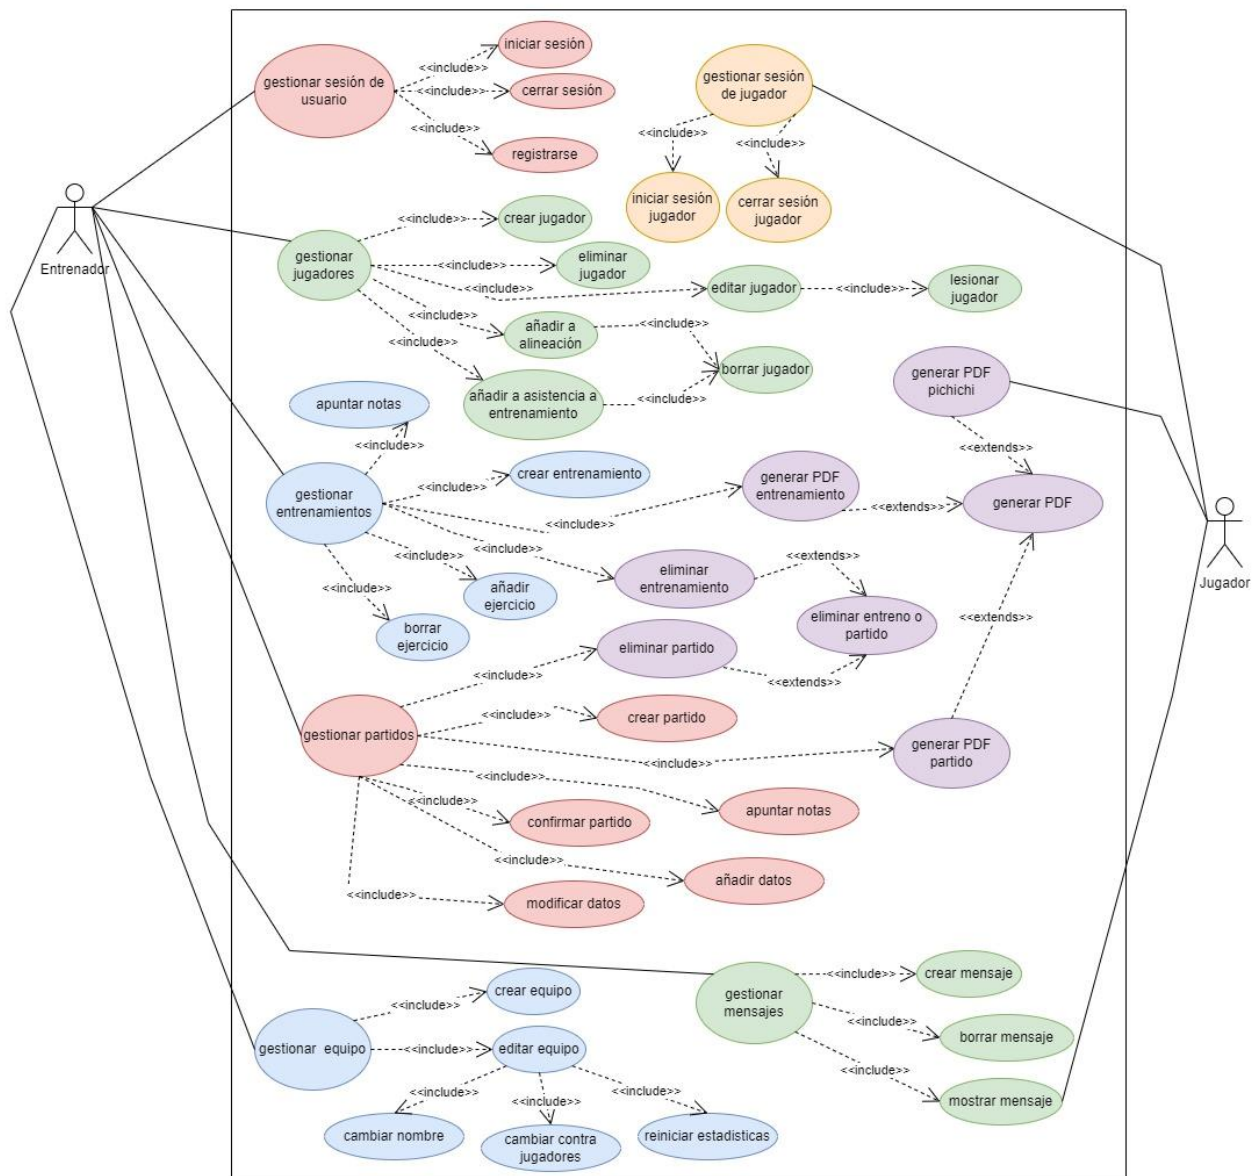 iniciar sesión
<<include>>
gestionar sesión de
usuario
<<include>>
cerrar sesión
<<include>>
registrarse
gestionar sesión
de jugador
<<include>>
<<include>>
iniciar sesión
jugador
cerrar sesión
jugador
Entrenador
gestionar
jugadores
<<include>>
crear jugador
<<include>>
eliminar
jugador
<<include>>
editar jugador
<<include>>
lesionar
jugador
<<include>>
añadir a
alineación
<<include>>
<<include>>
añadir a asistencia a
entrenamiento
<<include>>
borrar jugador
generar PDF
pichichi
<<extends>>
apuntar notas
<<include>>
gestionar
entrenamientos
<<include>>
crear entrenamiento
<<include>>
generar PDF
entrenamiento
<<extends>>
generar PDF
<<include>>
eliminar
entrenamiento
<<extends>>
<<include>>
añadir
ejercicio
<<include>>
borrar
ejercicio
eliminar entreno o
partido
<<extends>>
Jugador
eliminar partido
<<extends>>
<<include>>
gestionar partidos
<<include>>
crear partido
<<include>>
generar PDF
partido
<<include>>
apuntar notas
<<include>>
confirmar partido
<<include>>
añadir datos
<<include>>
modificar datos
gestionar
mensajes
<<include>>
crear mensaje
<<include>>
borrar mensaje
<<include>>
mostrar mensaje
gestionar equipo
<<include>>
crear equipo
<<include>>
editar equipo
<<include>>
<<include>>
<<include>>
cambiar nombre
cambiar contra
jugadores
reiniciar estadisticas